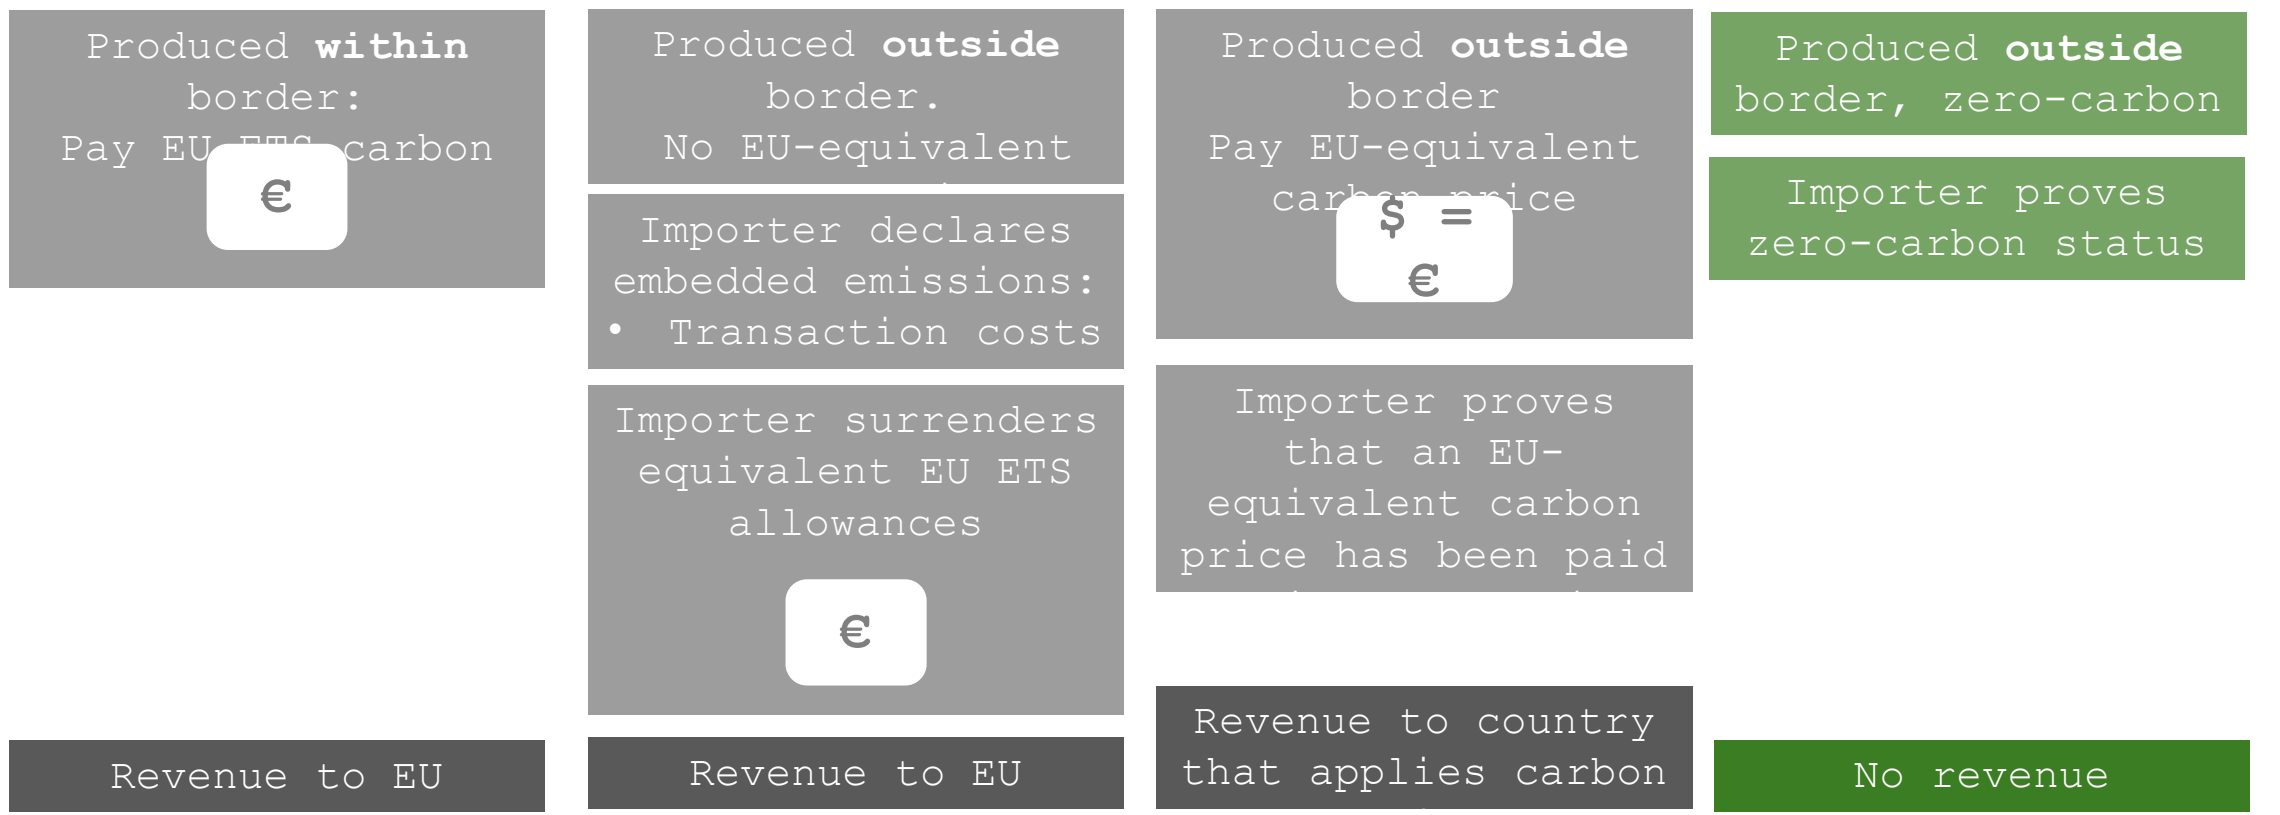 Produced within
border:
Pay EU ETS carbon
€
Revenue to EU
Produced outside
border.
No EU-equivalent
Importer declares
embedded emissions:
• Transaction costs
Importer surrenders
equivalent EU ETS
allowances
€
Revenue to EU
Produced outside
border
Pay EU-equivalent
carbon price
$ =
€
Importer proves
that an EU-
equivalent carbon
price has been paid
Revenue to country
that applies carbon
Produced outside
border, zero-carbon
Importer proves
zero-carbon status
No revenue